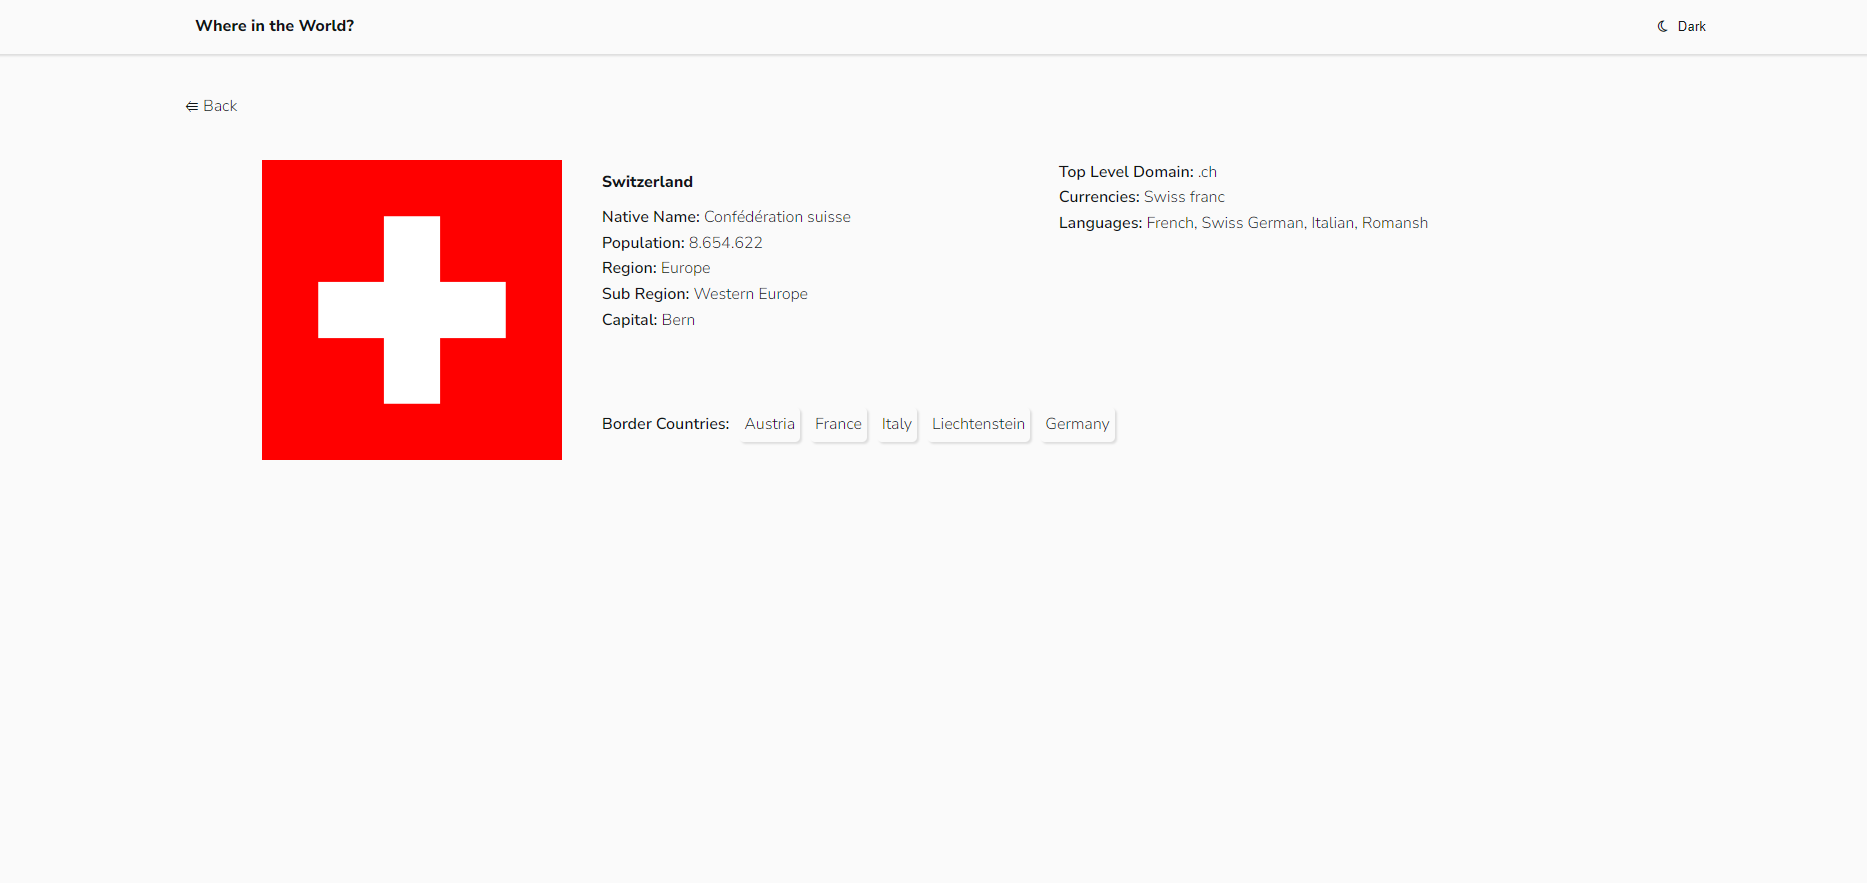 Where in the World?
Dark
⇐ Back
Switzerland
Native Name: Confédération suisse
Population: 8.654.622
Region: Europe
Sub Region: Western Europe
Capital: Bern
Top Level Domain: .ch
Currencies: Swiss franc
Languages: French, Swiss German, Italian, Romansh
Border Countries: Austria France Italy Liechtenstein Germany